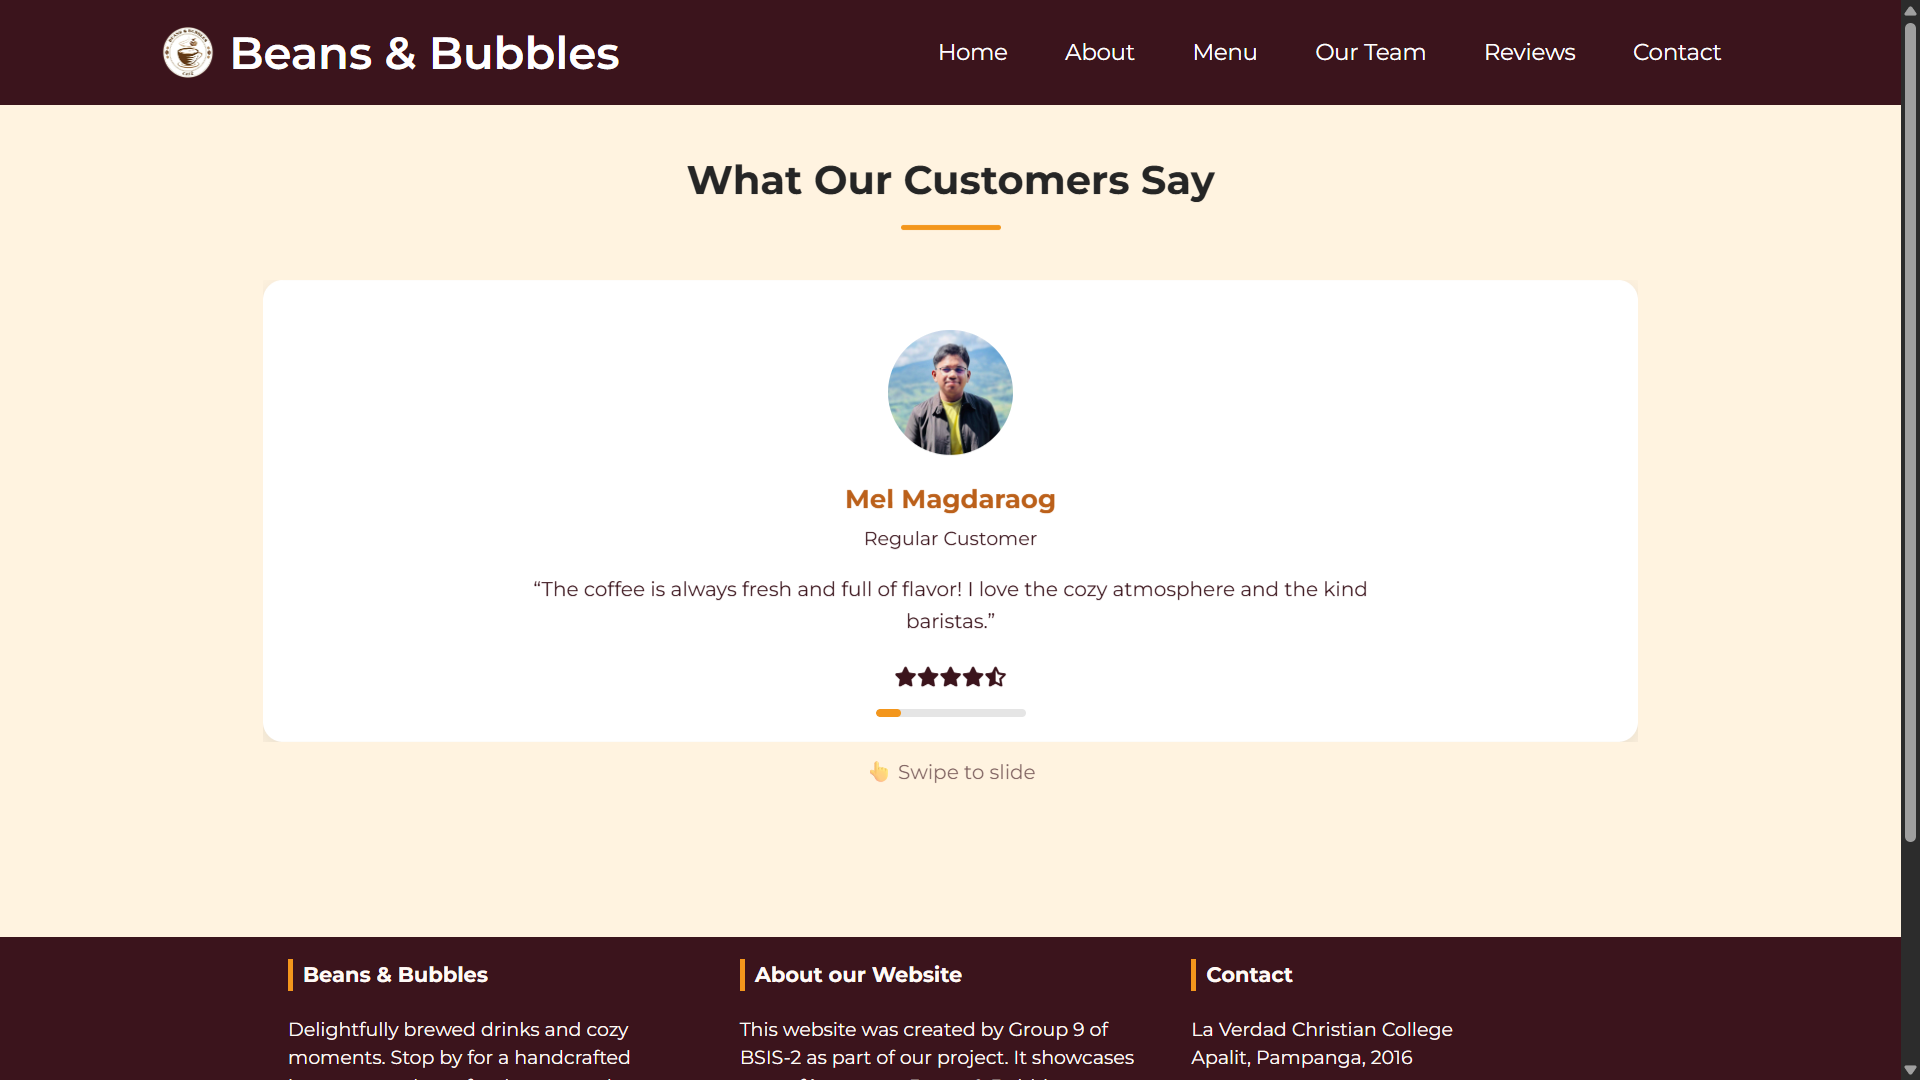 BEANS & BUBBLES
CAFE
Beans & Bubbles
Home About Menu Our Team Reviews Contact
What Our Customers Say
Mel Magdaraog
Regular Customer
“The coffee is always fresh and full of flavor! I love the cozy atmosphere and the kind
baristas.”
👆 Swipe to slide
Beans & Bubbles
Delightfully brewed drinks and cozy
moments. Stop by for a handcrafted
About our Website
This website was created by Group 9 of
BSIS-2 as part of our project. It showcases
Contact
La Verdad Christian College
Apalit, Pampanga, 2016